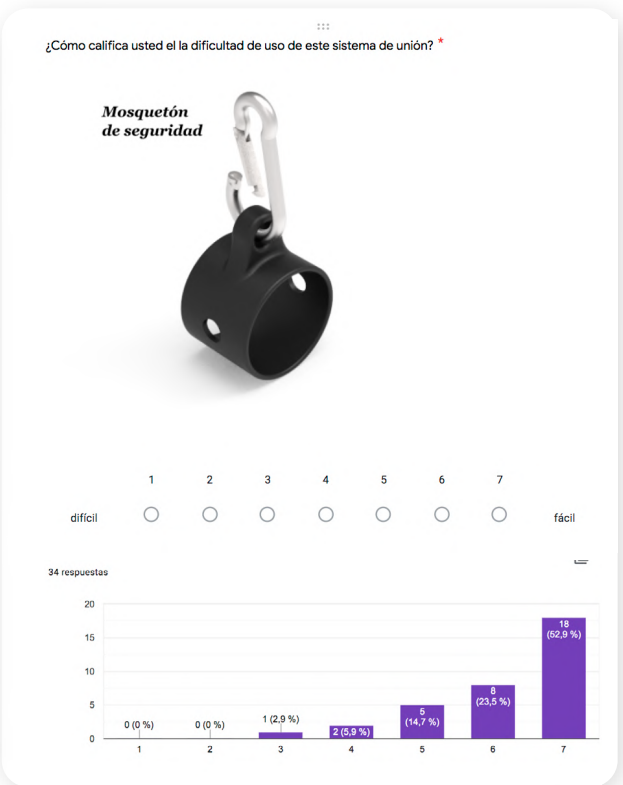 ¿Cómo califica usted el la dificultad de uso de este sistema de unión? *
Mosquetón
de seguridad
1 2 3 4 5 6 7
difícil fácil
34 respuestas
20
15
10
5
0
0 (0 %) 0 (0 %) 1 (2,9 %) 2 (5,9 %) 5 (14,7 %) 8 (23,5 %) 18 (52,9 %)
1 2 3 4 5 6 7